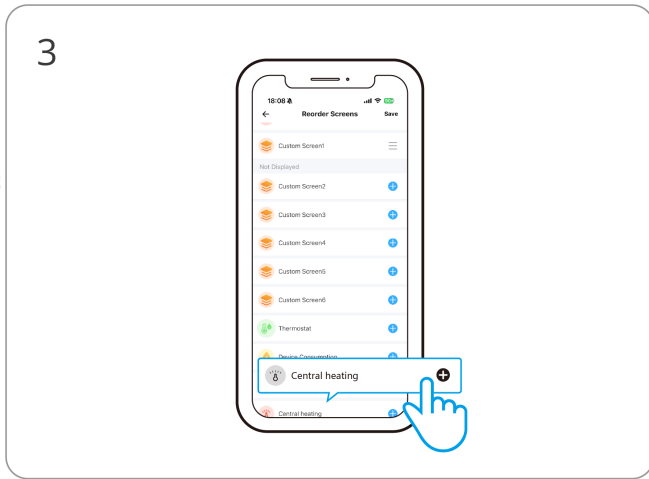 3
18:08
Reorder Screens
Save
Custom Screen1
Not Displayed
Custom Screen2
Custom Screen3
Custom Screen4
Custom Screen5
Custom Screen6
Thermostat
Device Consumption
Central heating
Central heating